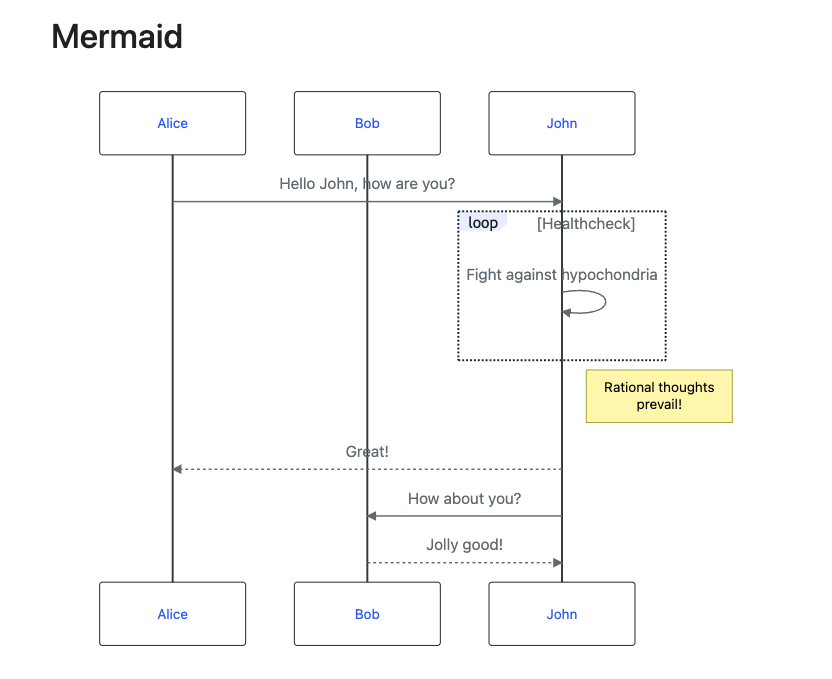 Mermaid
Alice
Bob
John
Hello John, how are you?
loop
[Healthcheck]
Fight against hypochondria
Rational thoughts
prevail!
Great!
How about you?
Jolly good!
Alice
Bob
John